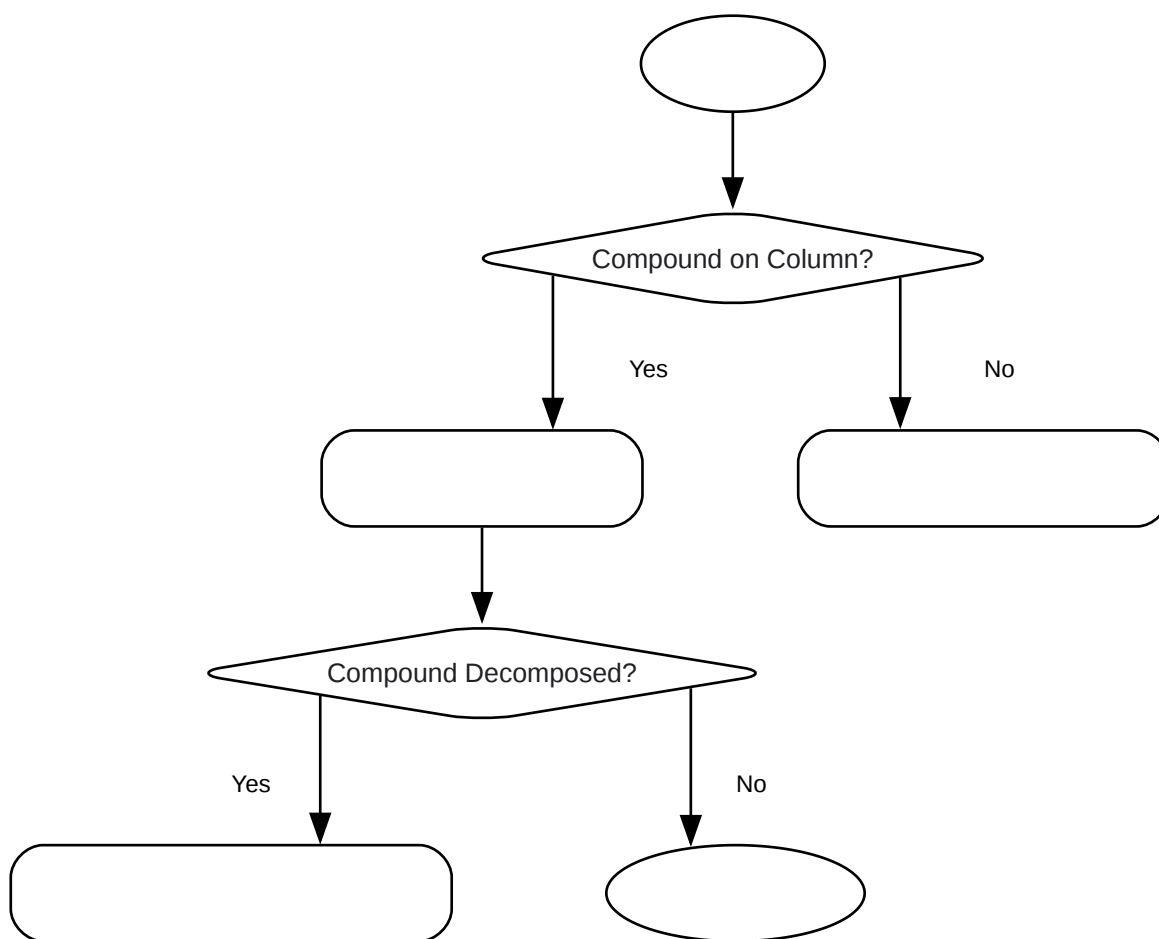 Compound on Column?
Yes
No
Compound Decomposed?
Yes
No